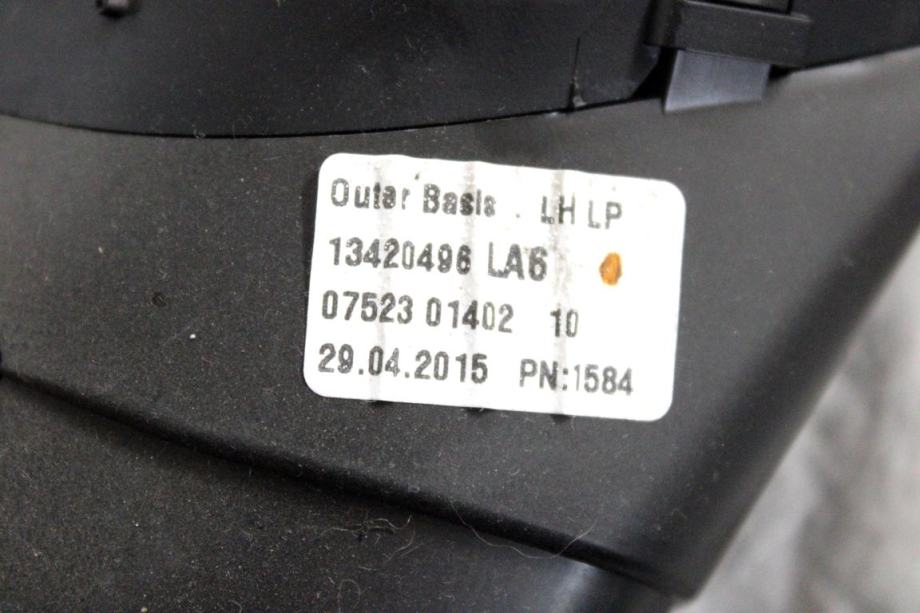 Outer Basis . LH LP
13420496 LA6
07523 01402 10
29.04.2015 PN:1584